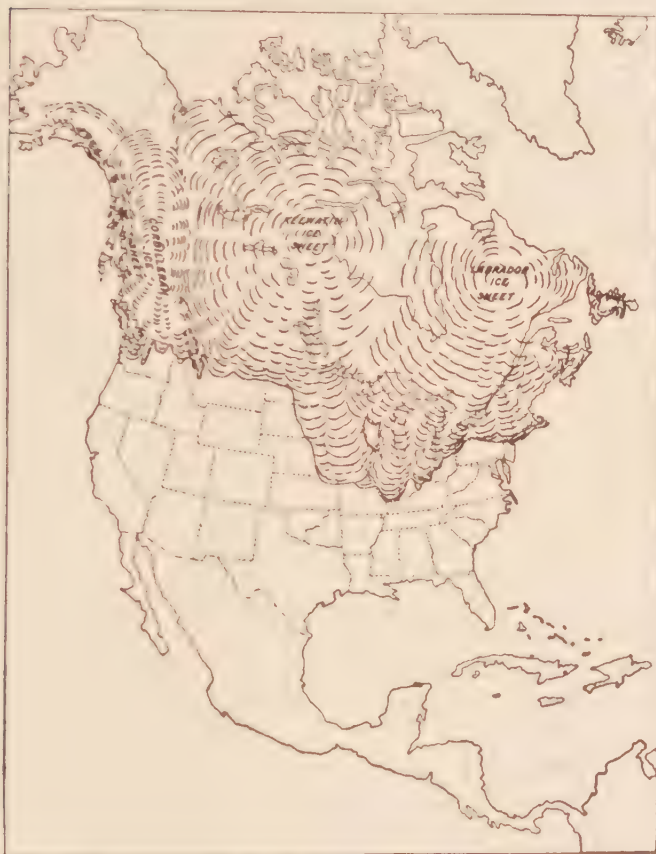 CORDILLERAN
ICE
SHEET
KEEWATIN
ICE
SHEET
LABRADOR
ICE
SHEET